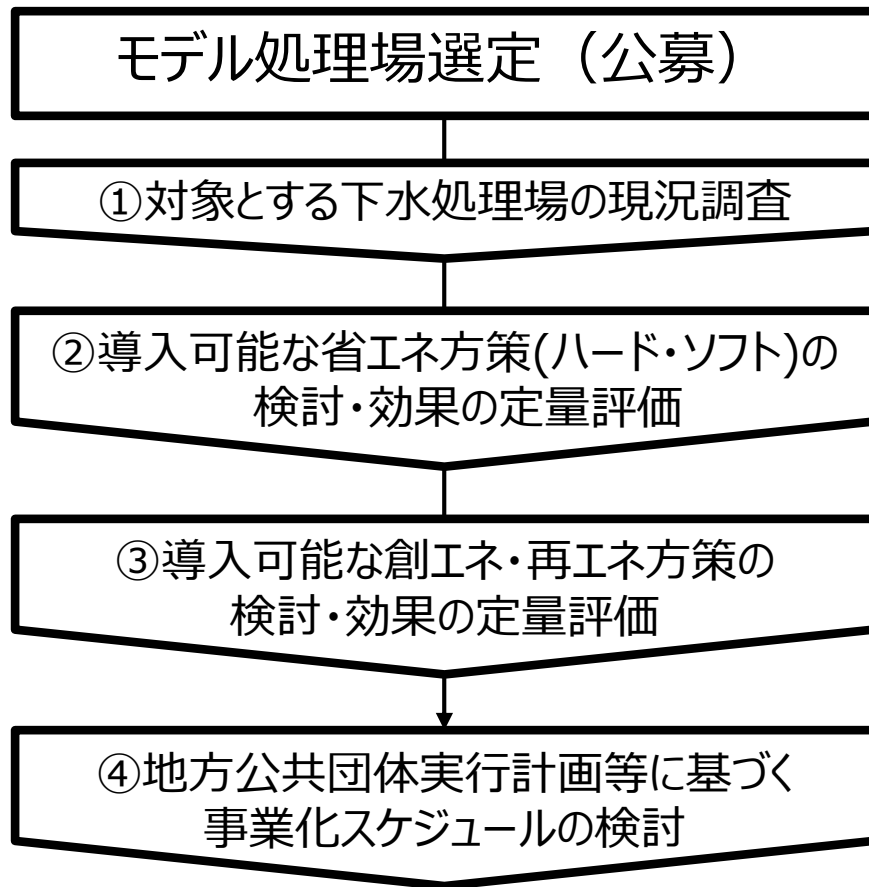 モデル処理場選定（公募）
①対象とする下水処理場の現況調査
②導入可能な省エネ方策(ハード・ソフト)の
検討・効果の定量評価
③導入可能な創エネ・再エネ方策の
検討・効果の定量評価
④地方公共団体実行計画等に基づく
事業化スケジュールの検討